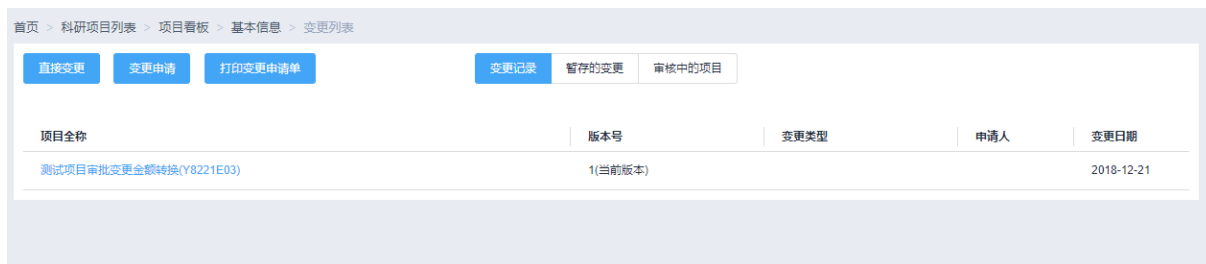 首页 > 科研项目列表 > 项目看板 > 基本信息 > 变更列表
直接变更 变更申请 打印变更申请单 变更记录 暂存的变更 审核中的项目
项目全称 版本号 变更类型 申请人 变更日期
测试项目审批变更金额转换(Y8221E03) 1(当前版本) 2018-12-21